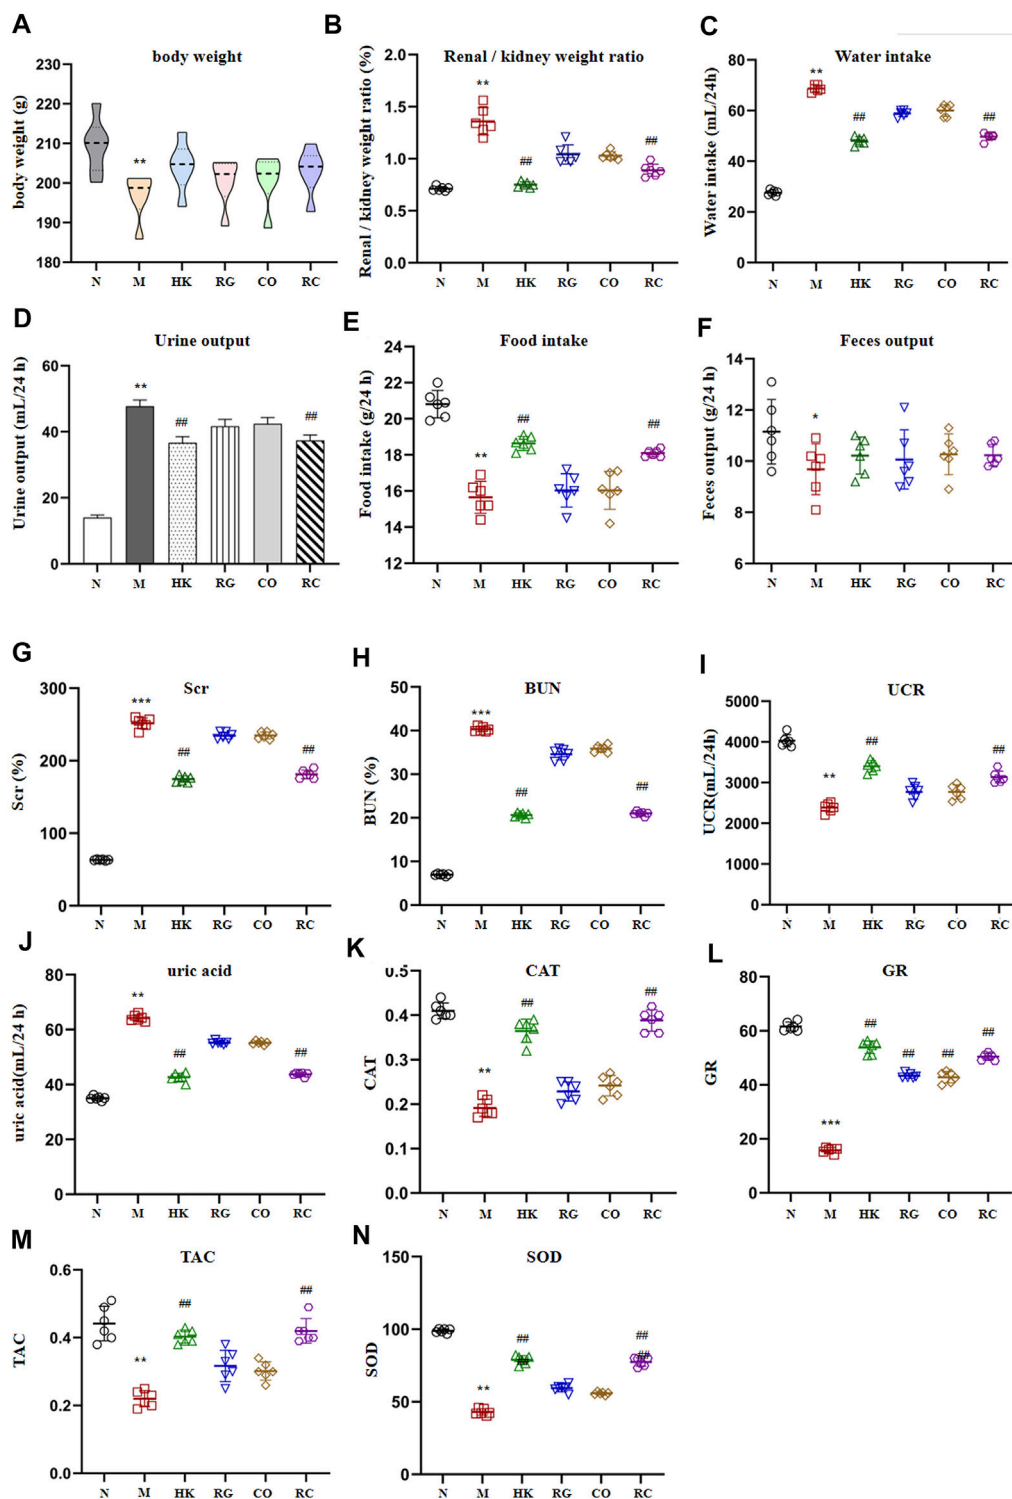 A
body weight
body weight (g)
230
220
210
200
190
180
**
N M HK RG CO RC
B
Renal / kidney weight ratio
Renal / kidney weight ratio (%)
2.0
1.5
1.0
0.5
0.0
**
##
##
N M HK RG CO RC
C
Water intake
Water intake (mL/24h)
80
60
40
20
0
**
##
##
N M HK RG CO RC
D
Urine output
Urine output (mL/24 h)
60
40
20
0
**
##
##
N M HK RG CO RC
E
Food intake
Food intake (g/24 h)
24
22
20
18
16
14
12
**
##
##
N M HK RG CO RC
F
Feces output
Feces output (g/24 h)
14
12
10
8
6
*
N M HK RG CO RC
G
Scr
Scr (%)
300
200
100
0
***
##
##
N M HK RG CO RC
H
BUN
BUN (%)
50
40
30
20
10
0
***
##
##
N M HK RG CO RC
I
UCR
UCR(mL/24h)
5000
4000
3000
2000
1000
0
**
##
##
N M HK RG CO RC
J
uric acid
uric acid(mL/24 h)
80
60
40
20
0
**
##
##
N M HK RG CO RC
K
CAT
CAT
0.5
0.4
0.3
0.2
0.1
0.0
**
##
##
N M HK RG CO RC
L
GR
GR
80
60
40
20
0
***
##
##
##
##
N M HK RG CO RC
M
TAC
TAC
0.6
0.4
0.2
0.0
**
##
##
N M HK RG CO RC
N
SOD
SOD
150
100
50
0
**
##
##
##
##
N M HK RG CO RC